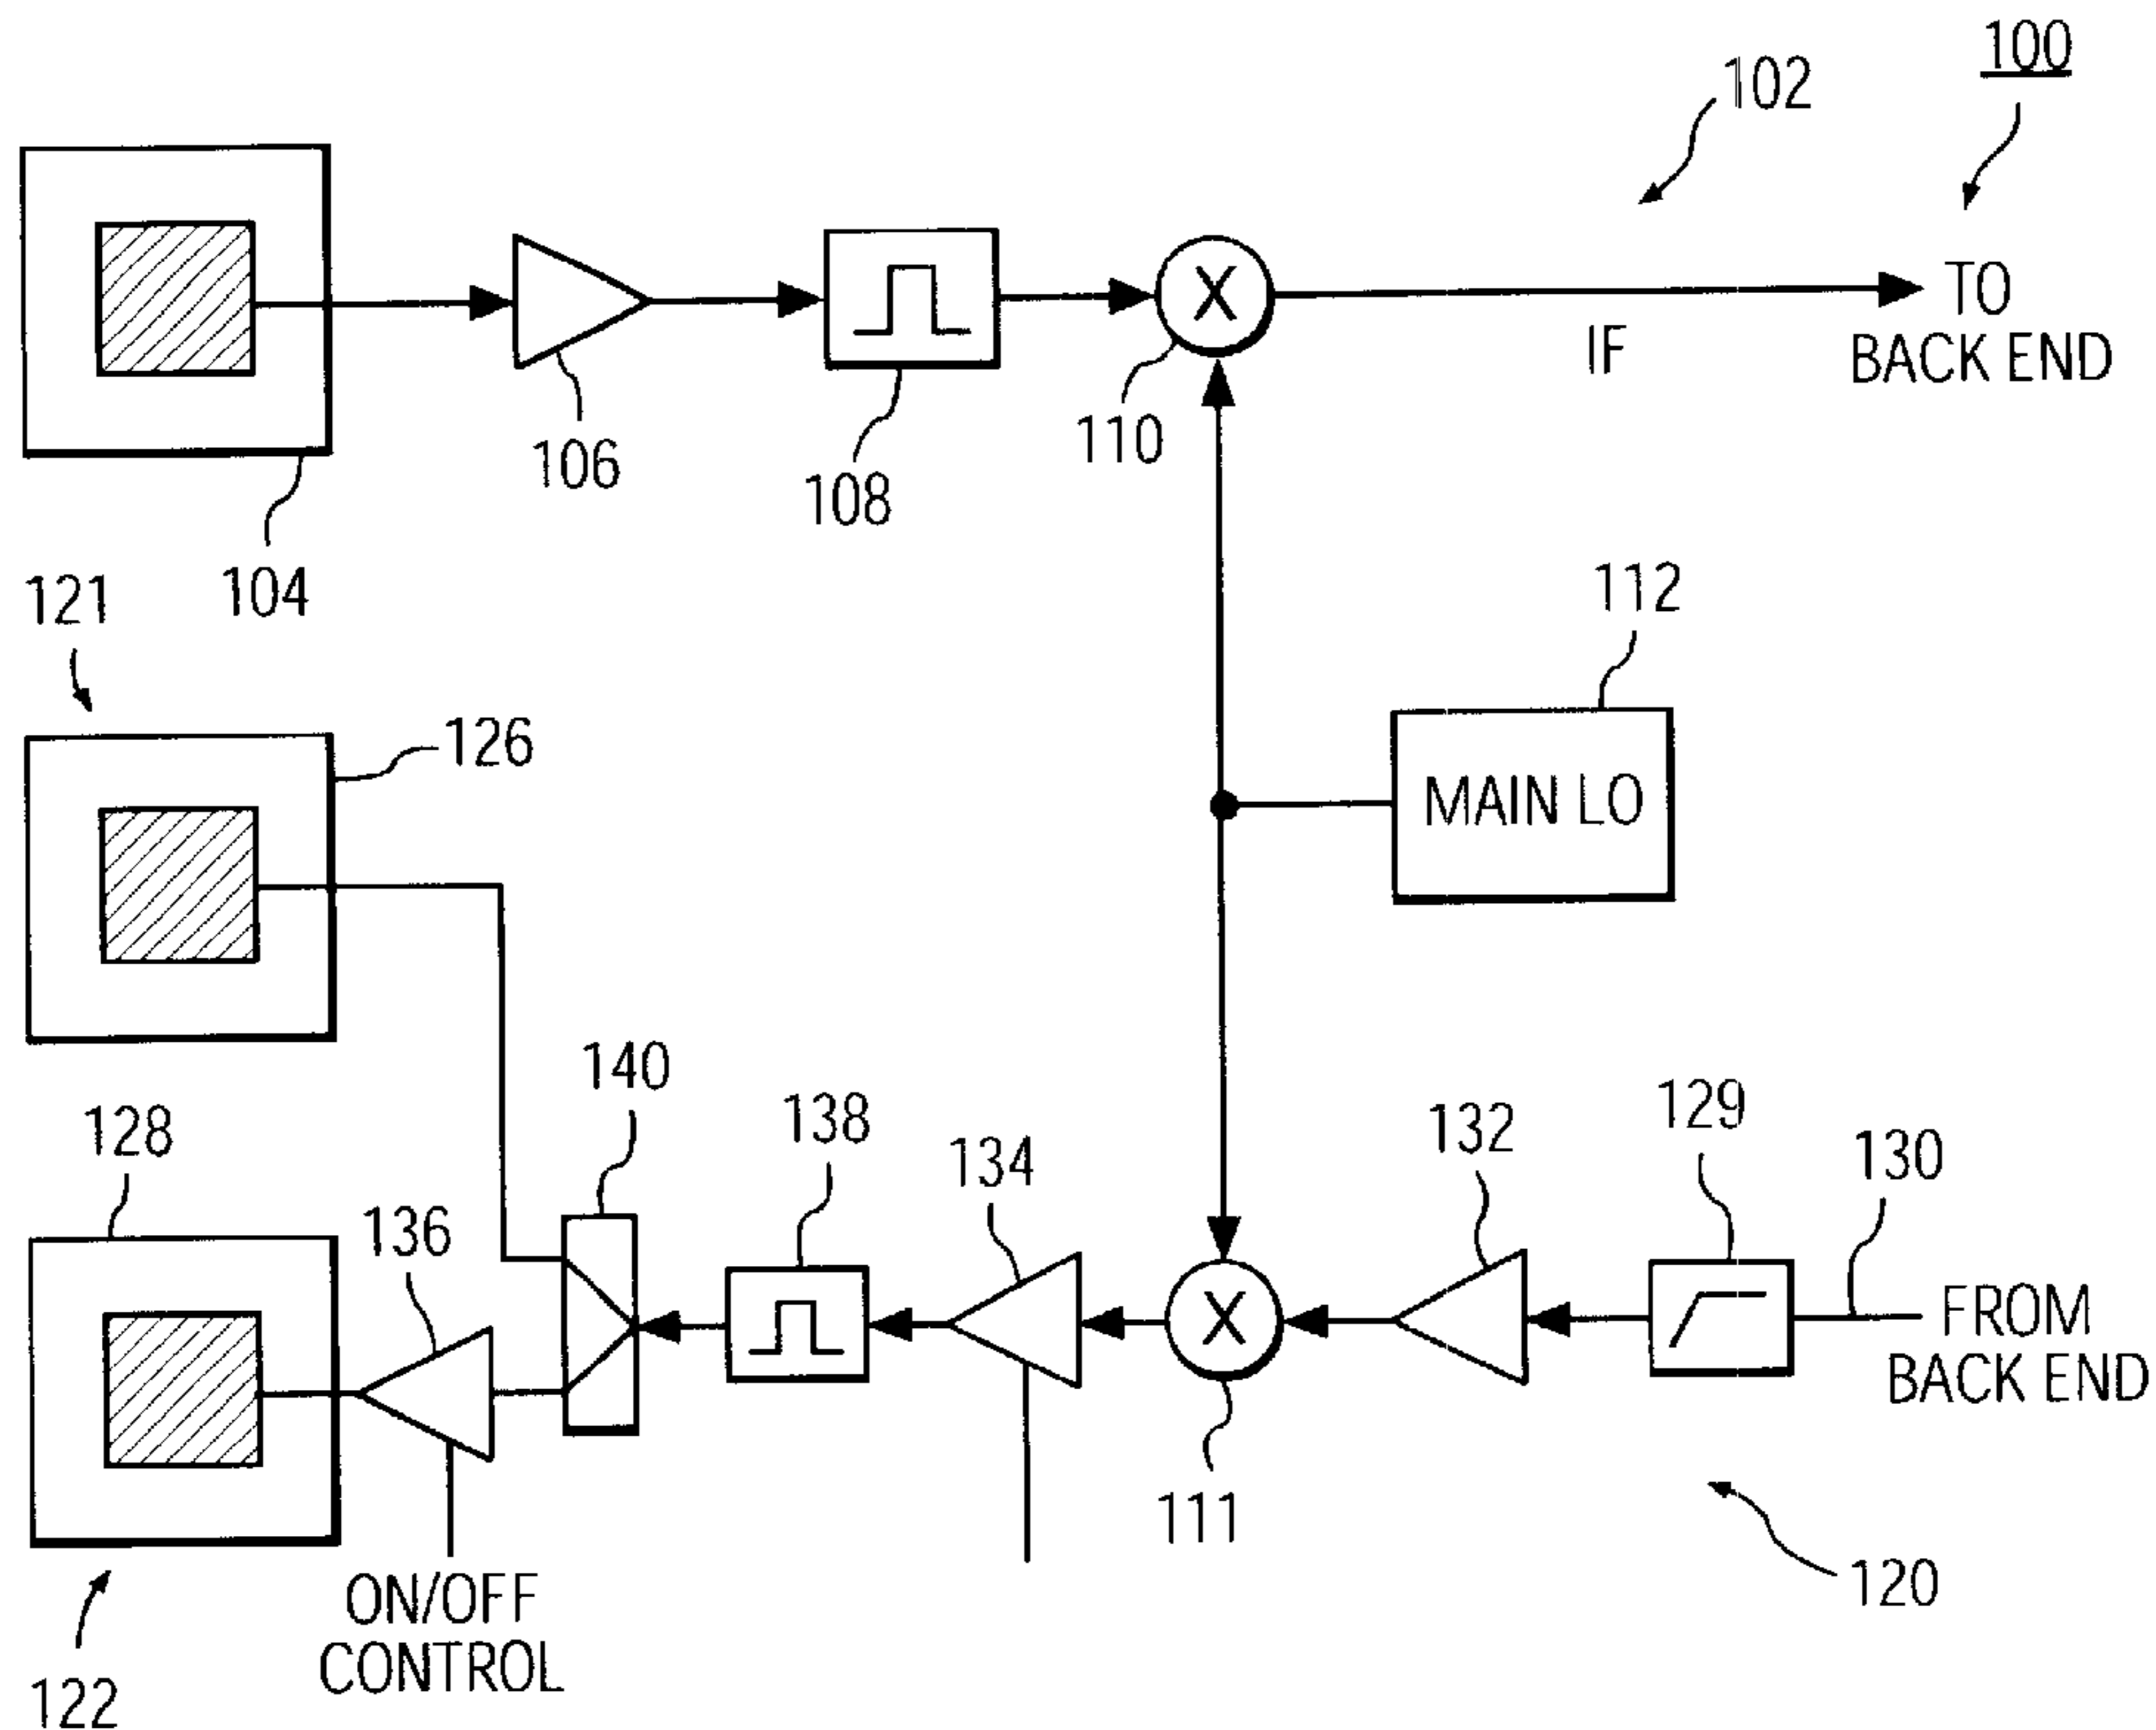 100
102
X
TO
BACK END
IF
110
106
108
104
121
112
126
MAIN LO
140
138
129
128
132
130
134
136
X
FROM
BACK END
111
120
ON/OFF
CONTROL
122